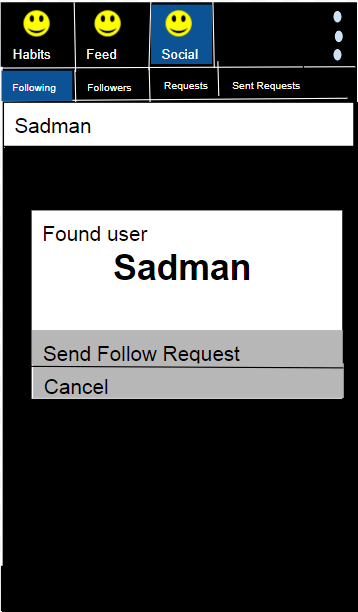 Habits Feed Social
Following Followers Requests Sent Requests
Sadman
Found user
Sadman
Send Follow Request
Cancel